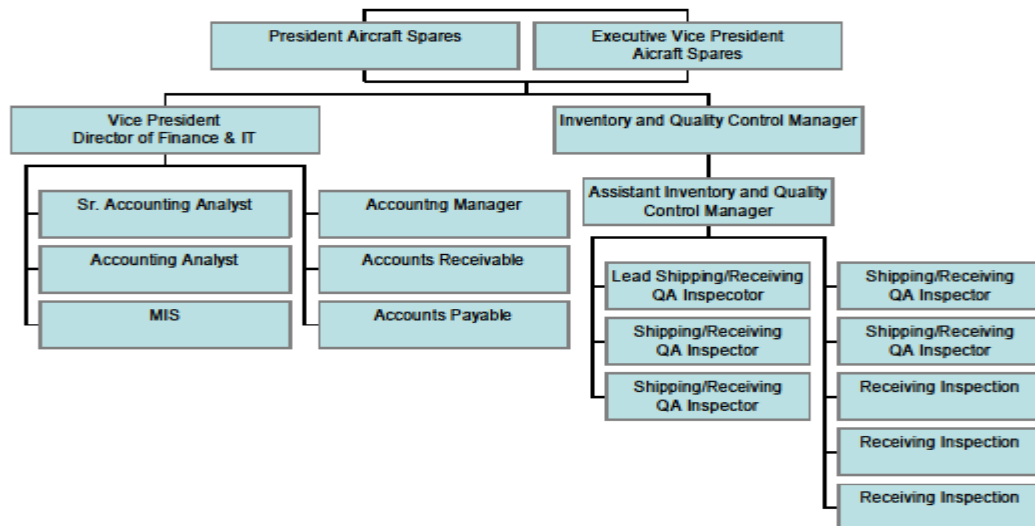 President Aircraft Spares
Executive Vice President
Aicraft Spares
Vice President
Director of Finance & IT
Inventory and Quality Control Manager
Assistant Inventory and Quality
Control Manager
Sr. Accounting Analyst
Accountng Manager
Accounting Analyst
Accounts Receivable
MIS
Accounts Payable
Lead Shipping/Receiving
QA Inspecotor
Shipping/Receiving
QA Inspector
Shipping/Receiving
QA Inspector
Shipping/Receiving
QA Inspector
Shipping/Receiving
QA Inspector
Receiving Inspection
Receiving Inspection
Receiving Inspection